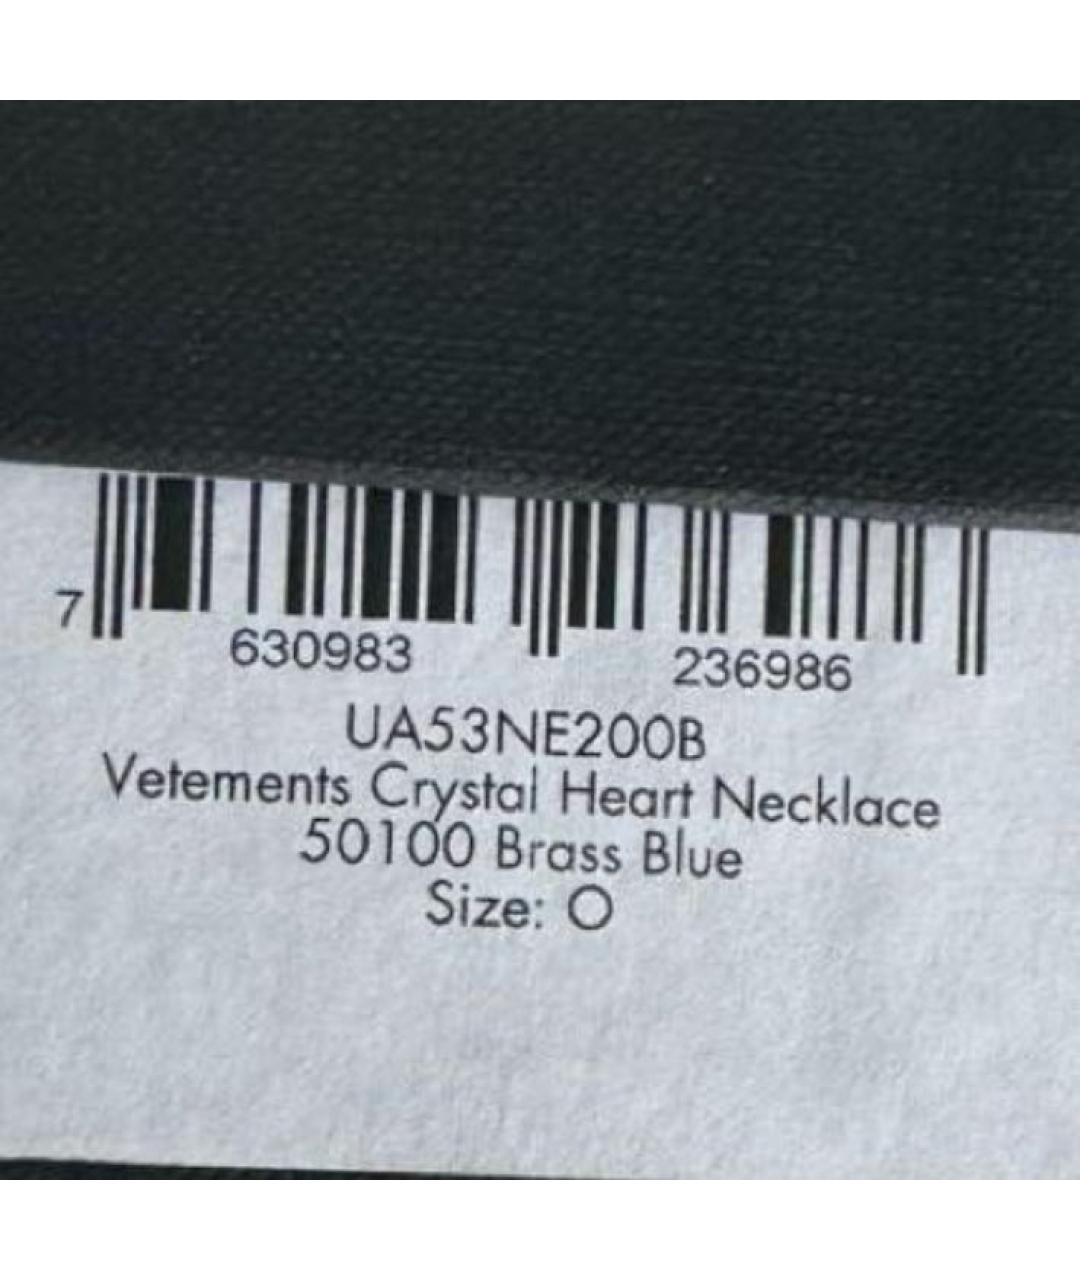 7 630983 236986
UA53NE200B
Vetements Crystal Heart Necklace
50100 Brass Blue
Size: O